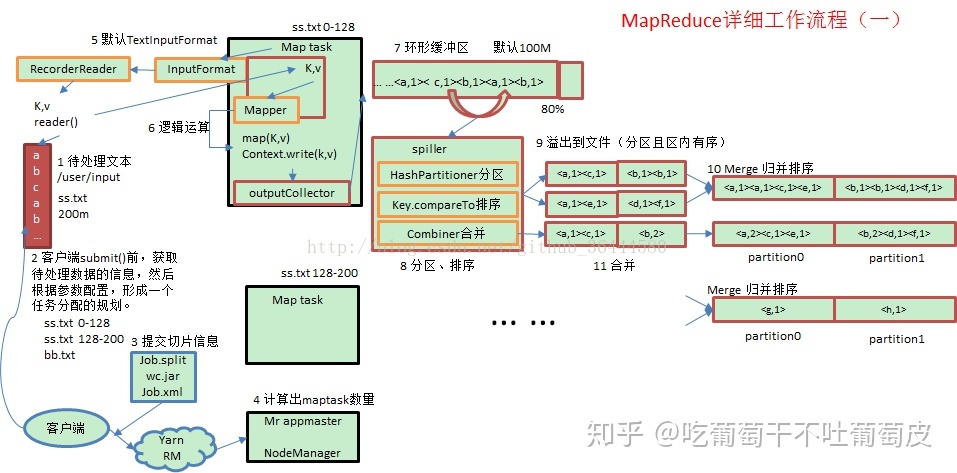 MapReduce详细工作流程（一）
ss.txt 0-128
5 默认TextInputFormat
Map task
RecorderReader
InputFormat
K,v
Mapper
K,v
reader()
6 逻辑运算
map(K,v)
Context.write(k,v)
outputCollector
7 环形缓冲区
默认100M
... ...<a,1>< c,1><b,1><a,1><b,1>
80%
a
b
c
a
b
...
1 待处理文本
/user/input
ss.txt
200m
spiller
HashPartitioner分区
Key.compareTo排序
Combiner合并
8 分区、排序
9 溢出到文件（分区且区内有序）
<a,1><c,1>
<b,1><b,1>
<a,1><e,1>
<d,1><f,1>
<a,1><c,1>
<b,2>
11 合并
10 Merge 归并排序
<a,1><a,1><c,1><e,1>
<b,1><b,1><d,1><f,1>
<a,2><c,1><e,1>
<b,2><d,1><f,1>
partition0
partition1
2 客户端submit()前，获取
待处理数据的信息，然后
根据参数配置，形成一个
任务分配的规划。
ss.txt 0-128
ss.txt 128-200
bb.txt
ss.txt 128-200
Map task
... ...
Merge 归并排序
<g,1>
<h,1>
partition0
partition1
3 提交切片信息
Job.split
wc.jar
Job.xml
客户端
Yarn
RM
4 计算出maptask数量
Mr appmaster
NodeManager
知乎 @吃葡萄干不吐葡萄皮